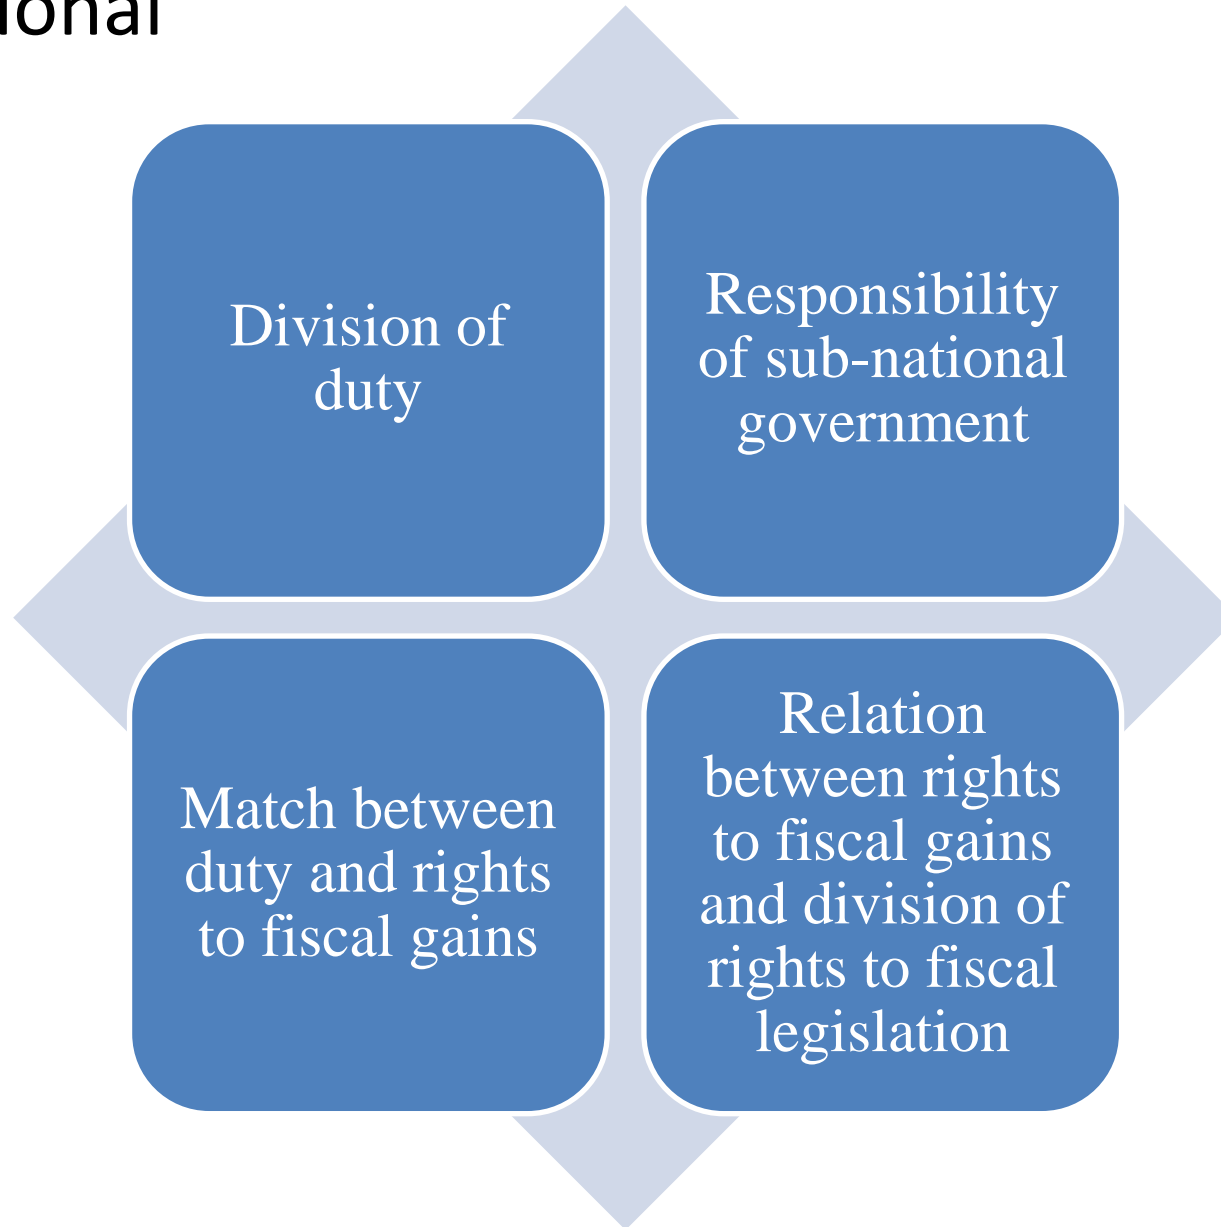 Division of
duty
Responsibility
of sub-national
government
Match between
duty and rights
to fiscal gains
Relation
between rights
to fiscal gains
and division of
rights to fiscal
legislation